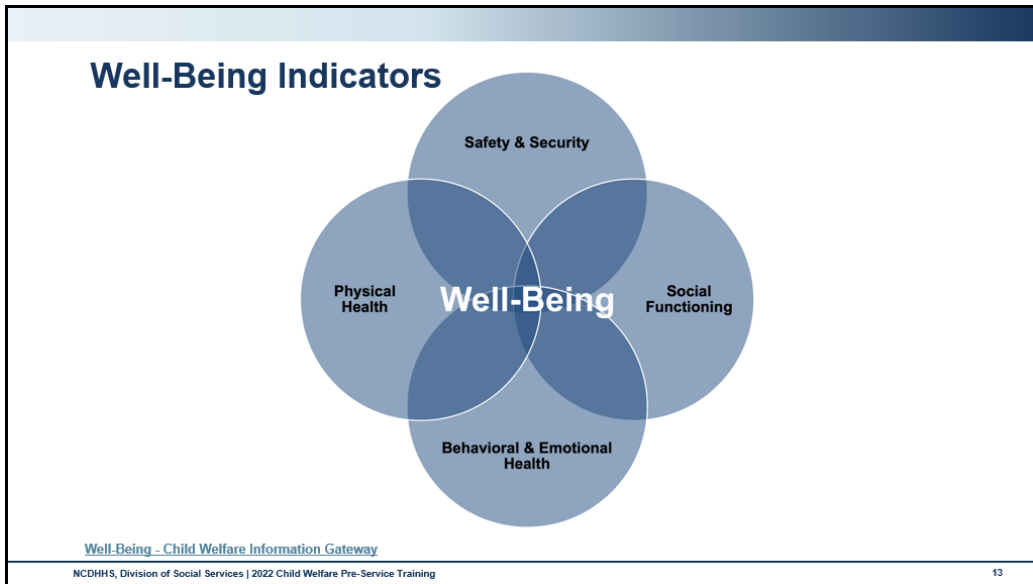 Well-Being Indicators
Safety & Security
Physical
Health
Well-Being
Social
Functioning
Behavioral & Emotional
Health
Well-Being - Child Welfare Information Gateway
NCDHHS, Division of Social Services | 2022 Child Welfare Pre-Service Training
13